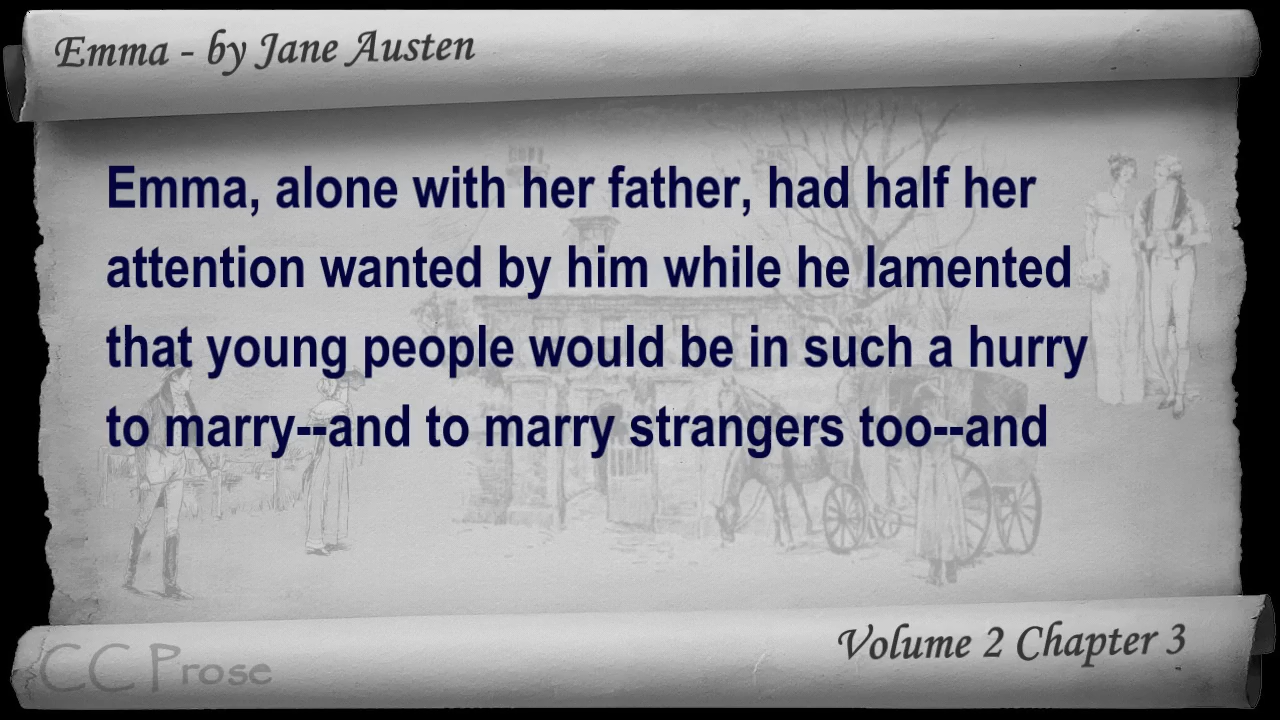 Emma - by Jane Austen
Emma, alone with her father, had half her
attention wanted by him while he lamented
that young people would be in such a hurry
to marry--and to marry strangers too--and
Volume 2 Chapter 3
CC Prose